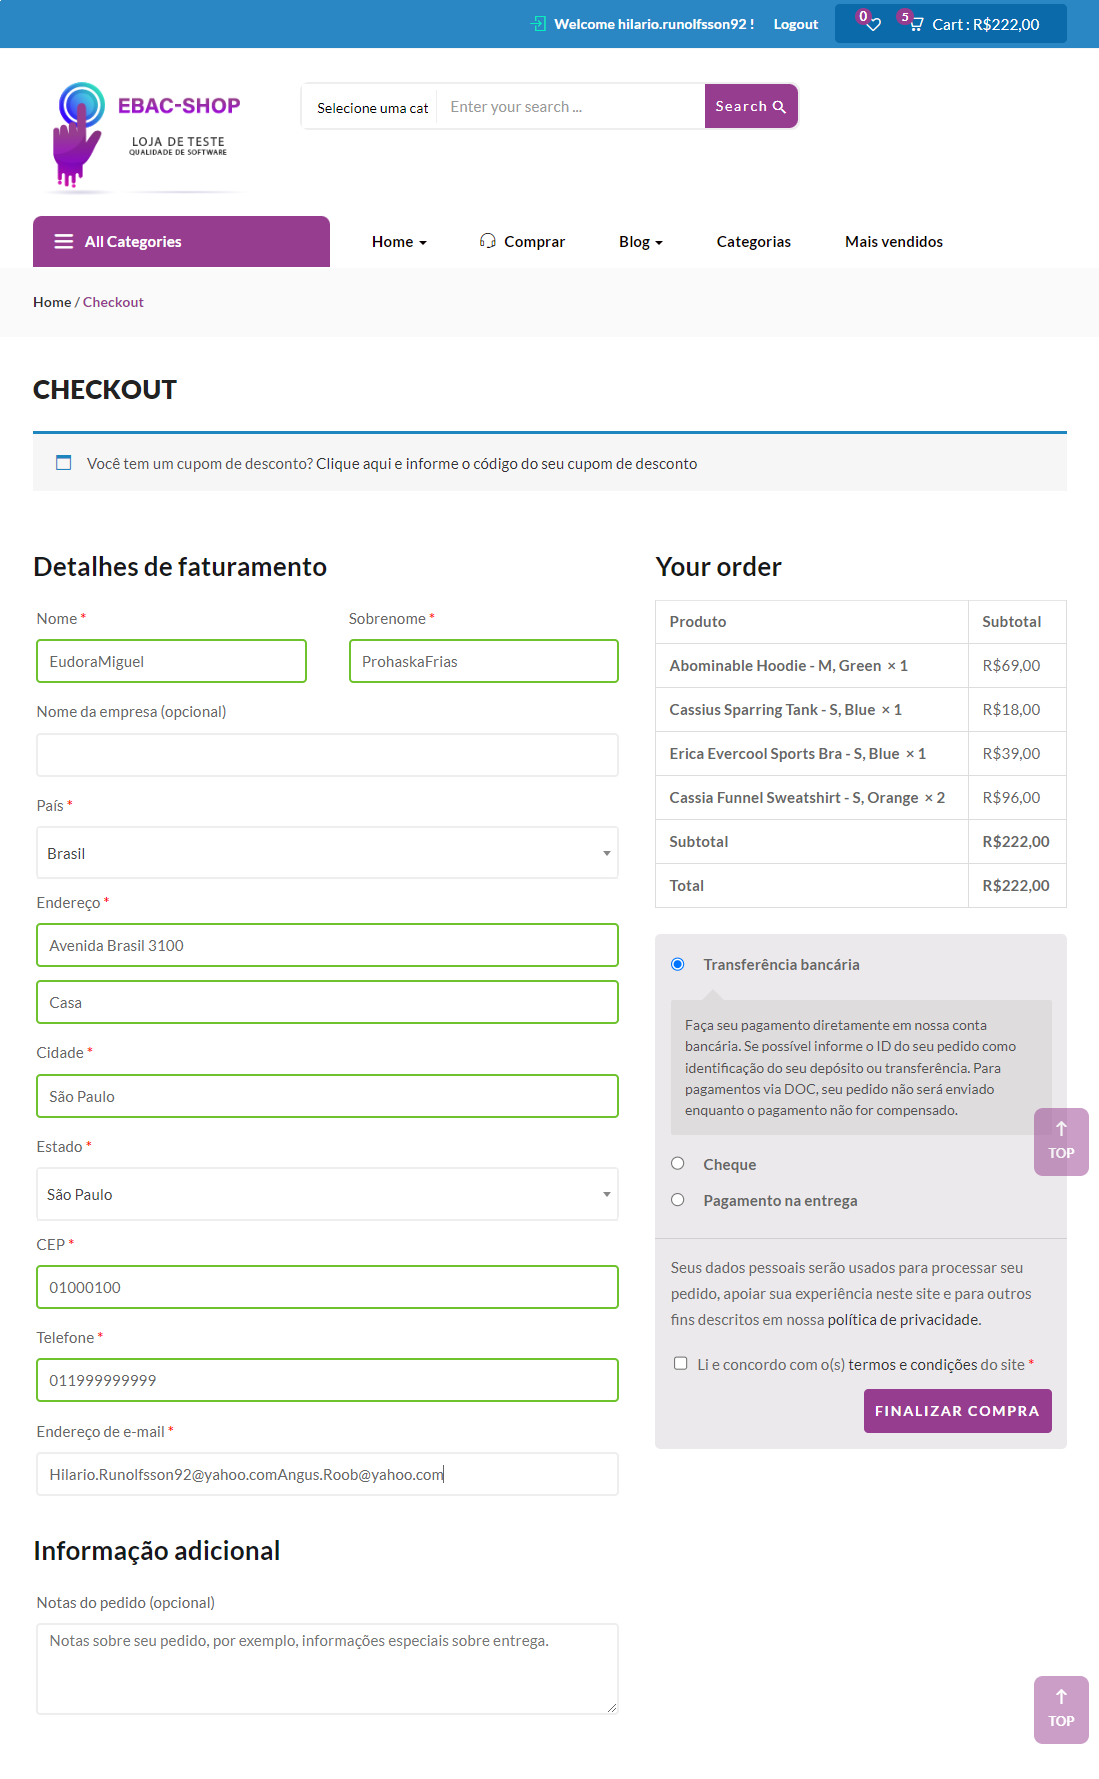 Welcome hilario.runolfsson92 ! Logout 0 5 Cart : R$222,00
EBAC-SHOP
LOJA DE TESTE
QUALIDADE DE SOFTWARE
Selecione uma cat Enter your search ... Search
All Categories Home Comprar Blog Categorias Mais vendidos
Home / Checkout
CHECKOUT
Você tem um cupom de desconto? Clique aqui e informe o código do seu cupom de desconto
Detalhes de faturamento
Nome *
Sobrenome *
EudoraMiguel
ProhaskaFrias
Nome da empresa (opcional)
País *
Brasil
Endereço *
Avenida Brasil 3100
Casa
Cidade *
São Paulo
Estado *
São Paulo
CEP *
01000100
Telefone *
011999999999
Endereço de e-mail *
Hilario.Runolfsson92@yahoo.comAngus.Roob@yahoo.com
Informação adicional
Notas do pedido (opcional)
Notas sobre seu pedido, por exemplo, informações especiais sobre entrega.
Your order
Produto Subtotal
Abominable Hoodie - M, Green × 1 R$69,00
Cassius Sparring Tank - S, Blue × 1 R$18,00
Erica Evercool Sports Bra - S, Blue × 1 R$39,00
Cassia Funnel Sweatshirt - S, Orange × 2 R$96,00
Subtotal R$222,00
Total R$222,00
Transferência bancária
Faça seu pagamento diretamente em nossa conta
bancária. Se possível informe o ID do seu pedido como
identificação do seu depósito ou transferência. Para
pagamentos via DOC, seu pedido não será enviado
enquanto o pagamento não for compensado.
Cheque
Pagamento na entrega
Seus dados pessoais serão usados para processar seu
pedido, apoiar sua experiência neste site e para outros
fins descritos em nossa política de privacidade.
Li e concordo com o(s) termos e condições do site *
FINALIZAR COMPRA
TOP
TOP